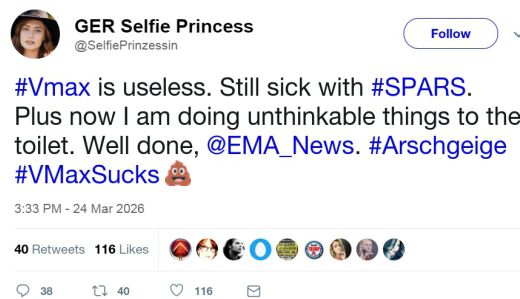 GER Selfie Princess
@SelfiePrinzessin
Follow
#Vmax is useless. Still sick with #SPARS.
Plus now I am doing unthinkable things to the
toilet. Well done, @EMA_News. #Arschgeige
#VMaxSucks💩
3:33 PM - 24 Mar 2026
40 Retweets 116 Likes
38 40 116